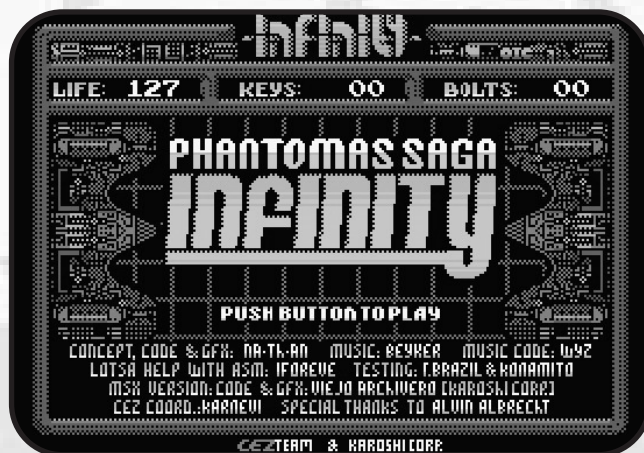 -INFINITY-
LIFE: 127 KEYS: 00 BOLTS: 00
PHANTOMAS SAGA
INFINITY
PUSH BUTTON TO PLAY
CONCEPT, CODE & GFX: NA-TH-AN MUSIC: BEYKER MUSIC CODE: WYZ
LOTSA HELP WITH ASM: IFOREVE TESTING: F.BRAZIL & KONAMITO
MSX VERSION: CODE & GFX: VIEJO ARCHIVERO [KAROSHI CORP.]
CEZ COORD.: KARNEVI SPECIAL THANKS TO ALVIN ALBRECHT
CEZTEAM & KAROSHI CORP.